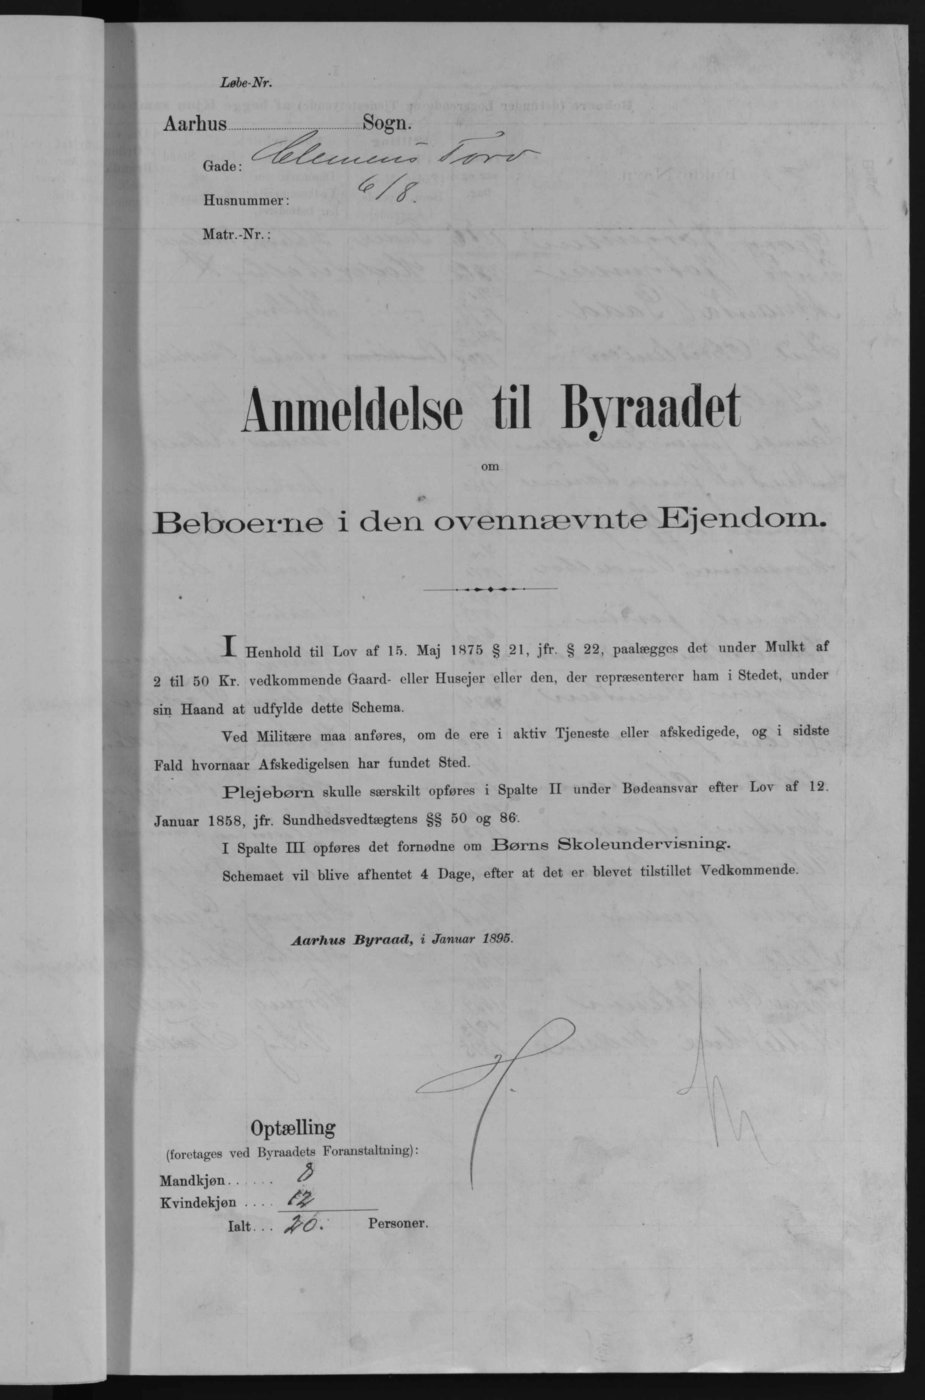 Løbe-Nr.
Aarhus Sogn.
Gade: Clemens Torv
Husnummer: 6/8.
Matr.-Nr.:
Anmeldelse til Byraadet
om
Beboerne i den ovennævnte Ejendom.
I Henhold til Lov af 15. Maj 1875 § 21, jfr. § 22, paalægges det under Mulkt af
2 til 50 Kr. vedkommende Gaard- eller Husejer eller den, der repræsenterer ham i Stedet, under
sin Haand at udfylde dette Schema.
Ved Militære maa anføres, om de ere i aktiv Tjeneste eller afskedigede, og i sidste
Fald hvornaar Afskedigelsen har fundet Sted.
Plejebørn skulle særskilt opføres i Spalte II under Bødeansvar efter Lov af 12.
Januar 1858, jfr. Sundhedsvedtægtens §§ 50 og 86.
I Spalte III opføres det fornødne om Børns Skoleundervisning.
Schemaet vil blive afhentet 4 Dage, efter at det er blevet tilstillet Vedkommende.
Aarhus Byraad, i Januar 1895.
Optælling
(foretages ved Byraadets Foranstaltning):
Mandkjøn...... 8
Kvindekjøn .... 12
Ialt... 20. Personer.